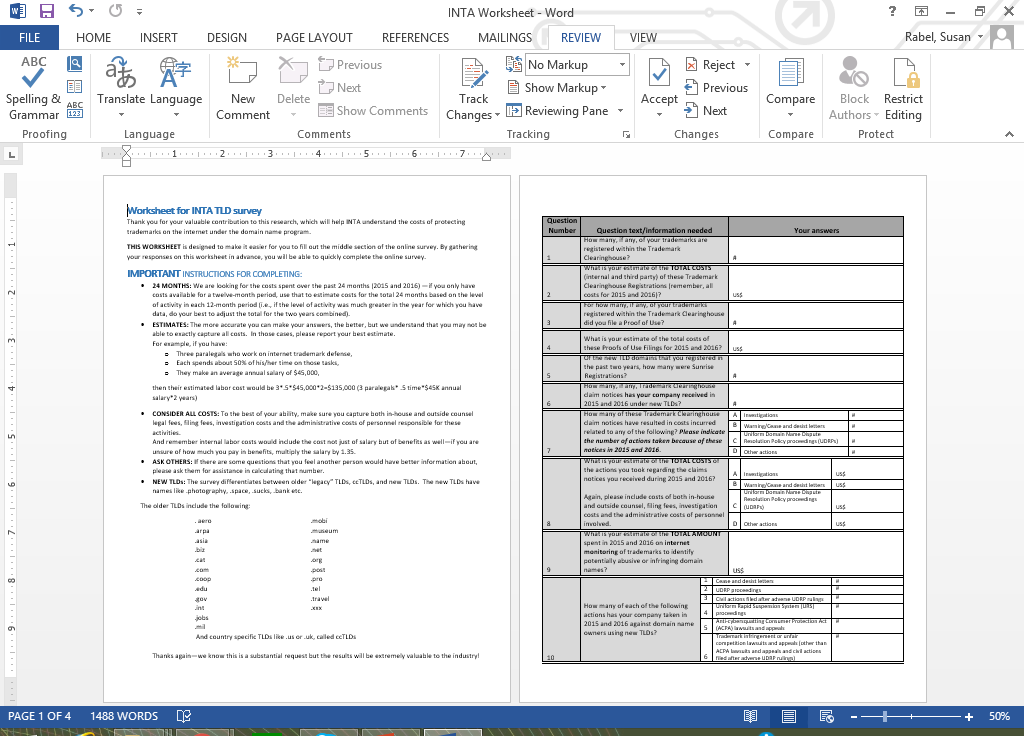 INTA Worksheet - Word
FILE HOME INSERT DESIGN PAGE LAYOUT REFERENCES MAILINGS REVIEW VIEW Rabel, Susan
ABC
Spelling & Grammar
ABC 123
Proofing
Translate Language
Language
New Comment
Delete
Previous
Next
Show Comments
Comments
Track Changes
No Markup
Show Markup
Reviewing Pane
Tracking
Accept
Reject
Previous
Next
Changes
Compare
Compare
Block Authors
Restrict Editing
Protect
1 2 3 4 5 6 7
Worksheet for INTA TLD survey
Thank you for your valuable contribution to this research, which will help INTA understand the costs of protecting
trademarks on the internet under the domain name program.
THIS WORKSHEET is designed to make it easier for you to fill out the middle section of the online survey. By gathering
your responses on this worksheet in advance, you will be able to quickly complete the online survey.
IMPORTANT INSTRUCTIONS FOR COMPLETING:
• 24 MONTHS: We are looking for the costs spent over the past 24 months (2015 and 2016) —if you only have
costs available for a twelve-month period, use that to estimate costs for the total 24 months based on the level
of activity in each 12-month period (i.e., if the level of activity was much greater in the year for which you have
data, do your best to adjust the total for the two years combined).
• ESTIMATES: The more accurate you can make your answers, the better, but we understand that you may not be
able to exactly capture all costs. In those cases, please report your best estimate.
For example, if you have:
Three paralegals who work on internet trademark defense,
Each spends about 50% of his/her time on those tasks,
They make an average annual salary of $45,000,
then their estimated labor cost would be 3*.5*$45,000*2=$135,000 (3 paralegals* .5 time*$45K annual
salary*2 years)
• CONSIDER ALL COSTS: To the best of your ability, make sure you capture both in-house and outside counsel
legal fees, filing fees, investigation costs and the administrative costs of personnel responsible for these
activities.
And remember internal labor costs would include the cost not just of salary but of benefits as well—if you are
unsure of how much you pay in benefits, multiply the salary by 1.35.
• ASK OTHERS: If there are some questions that you feel another person would have better information about,
please ask them for assistance in calculating that number.
• NEW TLDs: The survey differentiates between older "legacy" TLDs, ccTLDs, and new TLDs. The new TLDs have
names like .photography, .space, .sucks, .bank etc.
The older TLDs include the following:
. aero .mobi
.arpa .museum
.asia .name
.biz .net
.cat .org
.com .post
.coop .pro
.edu .tel
.gov .travel
.int .xxx
.jobs
.mil
And country specific TLDs like .us or .uk, called ccTLDs
Thanks again—we know this is a substantial request but the results will be extremely valuable to the industry!
Question Number Question text/information needed Your answers
How many, if any, of your trademarks are
registered within the Trademark
1 Clearinghouse? #
What is your estimate of the TOTAL COSTS
(internal and third party) of these Trademark
Clearinghouse Registrations (remember, all
2 costs for 2015 and 2016)? US$
For how many, if any, of your trademarks
registered within the Trademark Clearinghouse
3 did you file a Proof of Use? #
What is your estimate of the total costs of
4 these Proofs of Use Filings for 2015 and 2016? US$
Of the new TLD domains that you registered in
the past two years, how many were Sunrise
5 Registrations? #
How many, if any, Trademark Clearinghouse
claim notices has your company received in
6 2015 and 2016 under new TLDs? #
How many of these Trademark Clearinghouse
claim notices have resulted in costs incurred
related to any of the following? Please indicate
the number of actions taken because of these
7 notices in 2015 and 2016.
A Investigations #
B Warning/Cease and desist letters #
C Uniform Domain Name Dispute
Resolution Policy proceedings (UDRPs) #
D Other actions #
What is your estimate of the TOTAL COSTS of
the actions you took regarding the claims
notices you received during 2015 and 2016?
Again, please include costs of both in-house
and outside counsel, filing fees, investigation
costs and the administrative costs of personnel
8 involved.
A Investigations US$
B Warning/Cease and desist letters US$
Uniform Domain Name Dispute
Resolution Policy proceedings
C (UDRPs) US$
D Other actions US$
What is your estimate of the TOTAL AMOUNT
spent in 2015 and 2016 on internet
monitoring of trademarks to identify
potentially abusive or infringing domain
9 names? US$
How many of each of the following
actions has your company taken in
2015 and 2016 against domain name
owners using new TLDs?
10
1 Cease and desist letters #
2 UDRP proceedings #
3 Civil actions filed after adverse UDRP rulings #
Uniform Rapid Suspension System (URS)
4 proceedings #
Anti-cybersquatting Consumer Protection Act
5 (ACPA) lawsuits and appeals #
Trademark infringement or unfair
competition lawsuits and appeals (other than
ACPA lawsuits and appeals and civil actions
6 filed after adverse UDRP rulings) #
PAGE 1 OF 4 1488 WORDS 50%